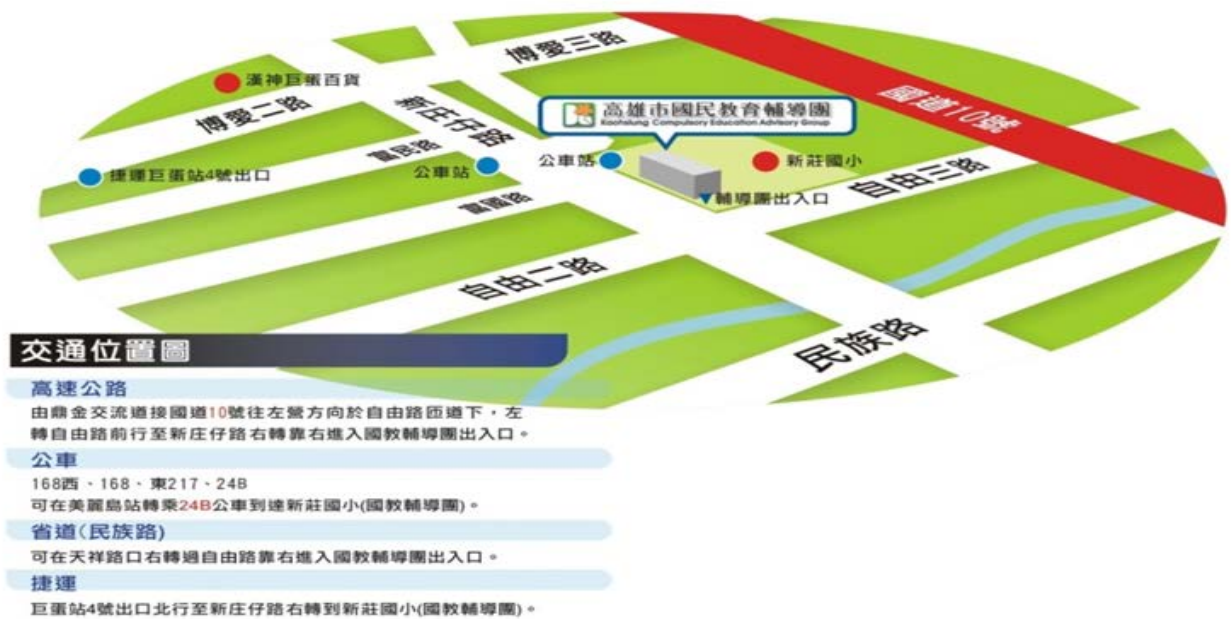 博愛三路
國道10號
漢神巨蛋百貨
博愛二路
新庄仔路
高雄市國民教育輔導團
Kaohsiung Compulsory Education Advisory Group
富民路
公車站
公車站
新莊國小
捷運巨蛋站4號出口
自由三路
富國路
輔導團出入口
自由二路
民族路
交通位置圖
高速公路
由鼎金交流道接國道10號往左營方向於自由路匝道下，左
轉自由路前行至新庄仔路右轉靠右進入國教輔導團出入口。
公車
168西、168、東217、24B
可在美麗島站轉乘24B公車到達新莊國小(國教輔導團)。
省道(民族路)
可在天祥路口右轉過自由路靠右進入國教輔導團出入口。
捷運
巨蛋站4號出口北行至新庄仔路右轉到新莊國小(國教輔導團)。